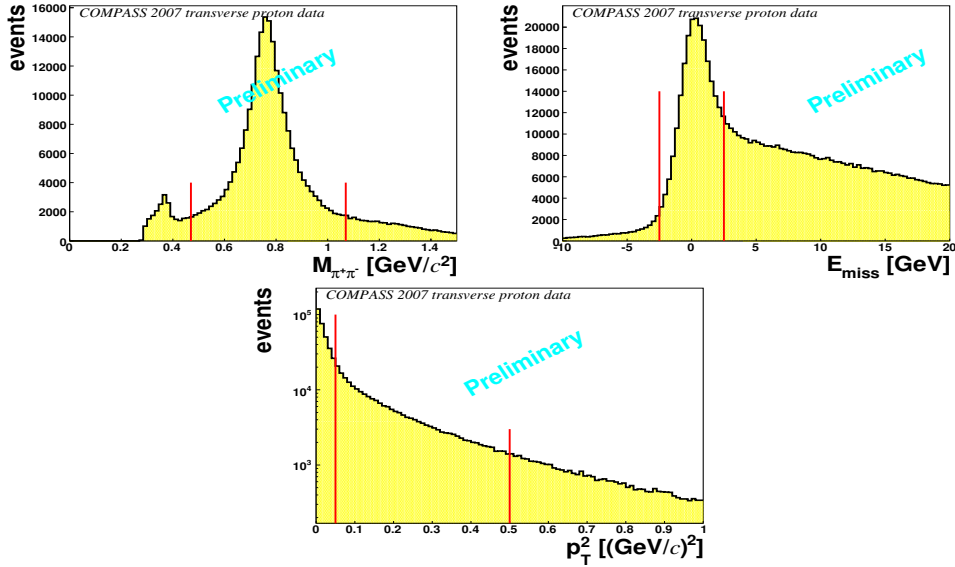 COMPASS 2007 transverse proton data
events
16000
14000
12000
10000
8000
6000
4000
2000
0
Preliminary
0 0.2 0.4 0.6 0.8 1 1.2 1.4
M_π⁺π⁻ [GeV/c²]
COMPASS 2007 transverse proton data
events
20000
18000
16000
14000
12000
10000
8000
6000
4000
2000
0
Preliminary
-10 -5 0 5 10 15 20
E_miss [GeV]
COMPASS 2007 transverse proton data
events
10⁵
10⁴
10³
Preliminary
0 0.1 0.2 0.3 0.4 0.5 0.6 0.7 0.8 0.9 1
p_T² [(GeV/c)²]